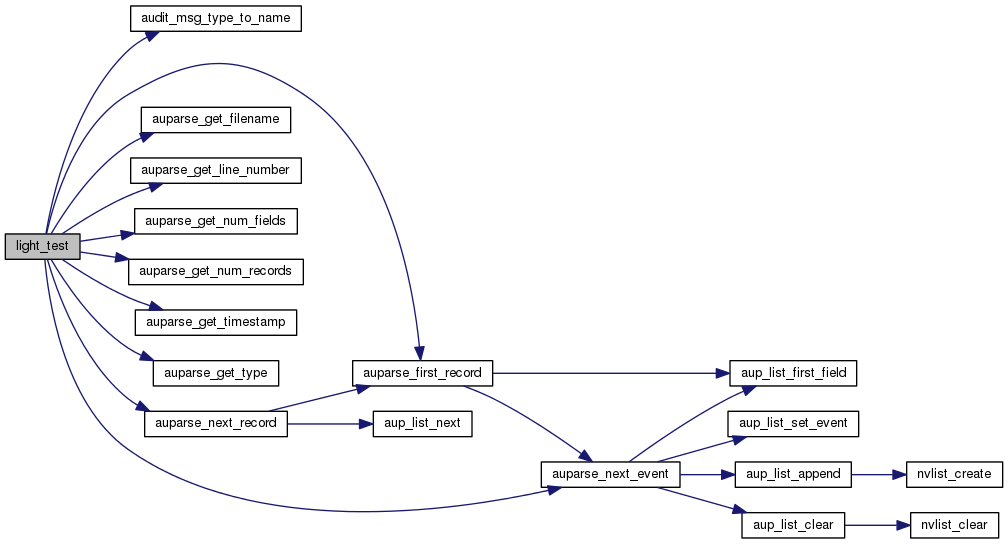 audit_msg_type_to_name
auparse_get_filename
auparse_get_line_number
auparse_get_num_fields
light_test
auparse_get_num_records
auparse_get_timestamp
auparse_get_type
auparse_first_record
aup_list_first_field
auparse_next_record
aup_list_next
aup_list_set_event
auparse_next_event
aup_list_append
nvlist_create
aup_list_clear
nvlist_clear